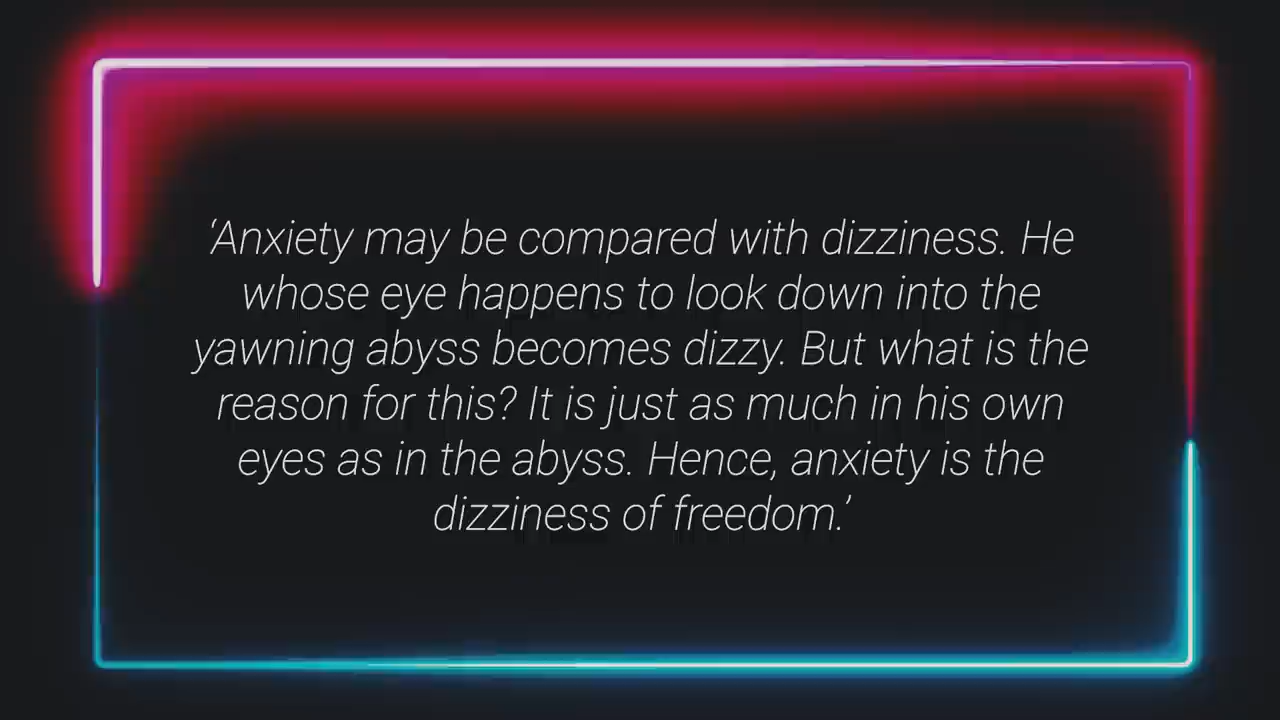 ‘Anxiety may be compared with dizziness. He
whose eye happens to look down into the
yawning abyss becomes dizzy. But what is the
reason for this? It is just as much in his own
eyes as in the abyss. Hence, anxiety is the
dizziness of freedom.’